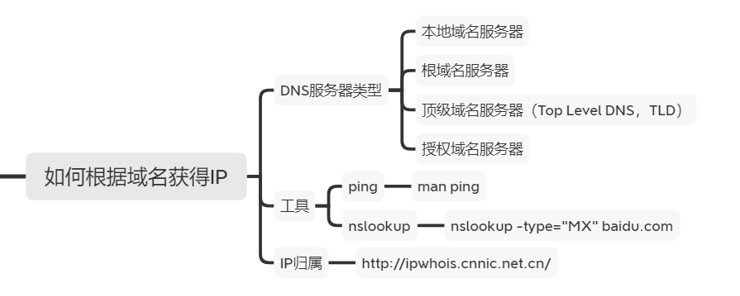 如何根据域名获得IP
DNS服务器类型
本地域名服务器
根域名服务器
顶级域名服务器（Top Level DNS，TLD）
授权域名服务器
工具
ping
man ping
nslookup
nslookup -type="MX" baidu.com
IP归属
http://ipwhois.cnnic.net.cn/